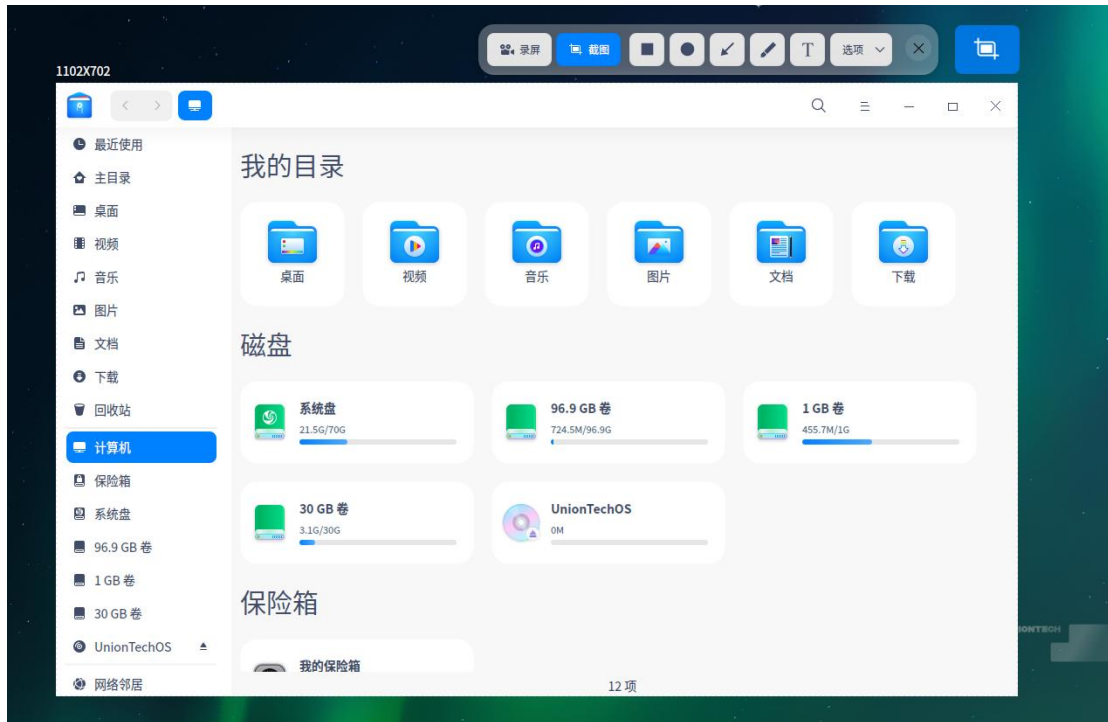 录屏 截图 T 选项
1102X702
最近使用
主目录
桌面
视频
音乐
图片
文档
下载
回收站
计算机
保险箱
系统盘
96.9 GB 卷
1 GB 卷
30 GB 卷
UnionTechOS
网络邻居
我的目录
桌面 视频 音乐 图片 文档 下载
磁盘
系统盘
21.5G/70G
96.9 GB 卷
724.5M/96.9G
1 GB 卷
455.7M/1G
30 GB 卷
3.1G/30G
UnionTechOS
0M
保险箱
我的保险箱
12 项